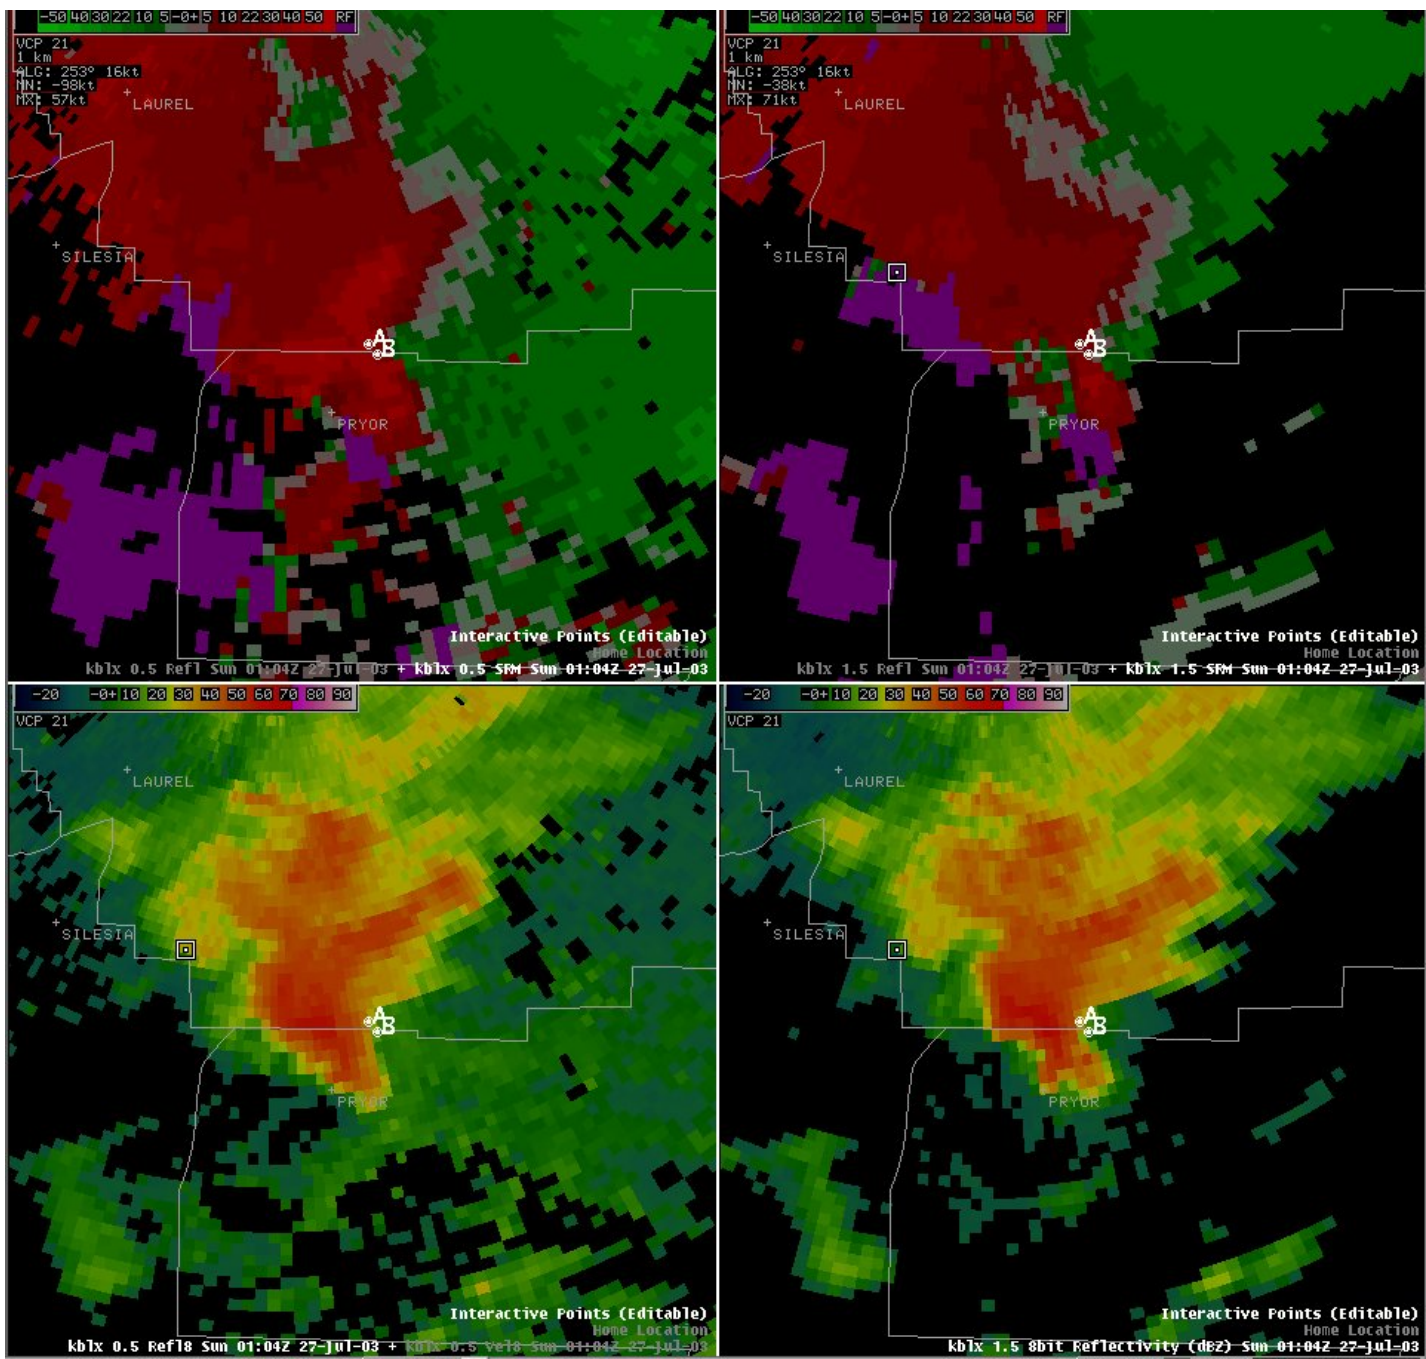 -50 40 30 22 10 5 -0+ 5 10 22 30 40 50 RF
VCP 21
1 km
ALG: 253° 16kt
MN: -98kt
MX: 57kt
LAUREL
SILESIA
A
B
PRYOR
Interactive Points (Editable)
Home Location
kblx 0.5 Refl Sun 01:04Z 27-Jul-03 + kblx 0.5 SRM Sun 01:04Z 27-Jul-03
-50 40 30 22 10 5 -0+ 5 10 22 30 40 50 RF
VCP 21
1 km
ALG: 253° 16kt
MN: -38kt
MX: 71kt
LAUREL
SILESIA
A
B
PRYOR
Interactive Points (Editable)
Home Location
kblx 1.5 Refl Sun 01:04Z 27-Jul-03 + kblx 1.5 SRM Sun 01:04Z 27-Jul-03
-20 -0+ 10 20 30 40 50 60 70 80 90
VCP 21
LAUREL
SILESIA
A
B
PRYOR
Interactive Points (Editable)
Home Location
kblx 0.5 Refl8 Sun 01:04Z 27-Jul-03 + kblx 0.5 Vel8 Sun 01:04Z 27-Jul-03
-20 -0+ 10 20 30 40 50 60 70 80 90
VCP 21
LAUREL
SILESIA
A
B
PRYOR
Interactive Points (Editable)
Home Location
kblx 1.5 8bit Reflectivity (dBZ) Sun 01:04Z 27-Jul-03